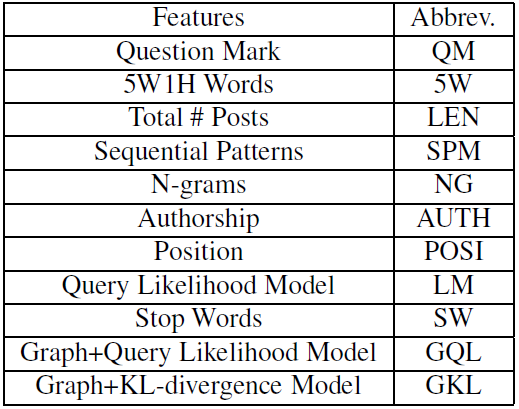 Features Abbrev.
Question Mark QM
5W1H Words 5W
Total # Posts LEN
Sequential Patterns SPM
N-grams NG
Authorship AUTH
Position POSI
Query Likelihood Model LM
Stop Words SW
Graph+Query Likelihood Model GQL
Graph+KL-divergence Model GKL